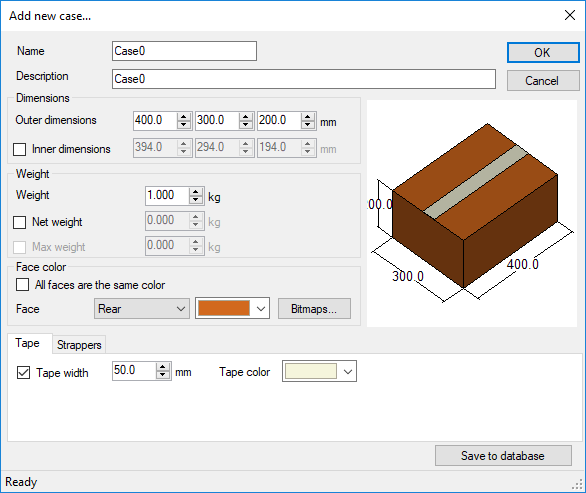 Add new case...
Name Case0 OK
Description Case0 Cancel
Dimensions
Outer dimensions 400.0 300.0 200.0 mm
Inner dimensions 394.0 294.0 194.0 mm
Weight
Weight 1.000 kg
Net weight 0.000 kg
Max weight 0.000 kg
00.0
300.0 400.0
Face color
All faces are the same color
Face Rear Bitmaps...
Tape Strappers
Tape width 50.0 mm Tape color
Save to database
Ready